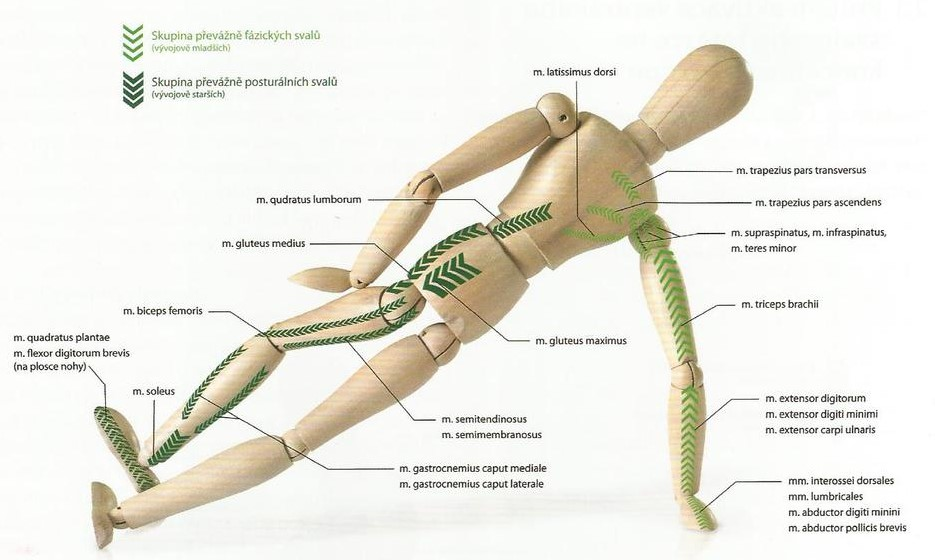 Skupina převážně fázických svalů
(vývojově mladších)
Skupina převážně posturálních svalů
(vývojově starších)
m. latissimus dorsi
m. trapezius pars transversus
m. trapezius pars ascendens
m. supraspinatus, m. infraspinatus,
m. teres minor
m. qudratus lumborum
m. gluteus medius
m. biceps femoris
m. triceps brachii
m. quadratus plantae
m. flexor digitorum brevis
(na plosce nohy)
m. gluteus maximus
m. soleus
m. semitendinosus
m. semimembranosus
m. extensor digitorum
m. extensor digiti minimi
m. extensor carpi ulnaris
m. gastrocnemius caput mediale
m. gastrocnemius caput laterale
mm. interossei dorsales
mm. lumbricales
m. abductor digiti minini
m. abductor pollicis brevis